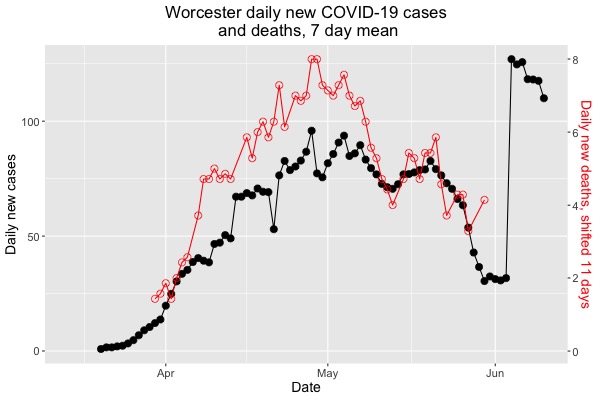 Worcester daily new COVID-19 cases
and deaths, 7 day mean
Daily new cases
100
50
0
8
6
4
2
0
Daily new deaths, shifted 11 days
Apr
May
Jun
Date